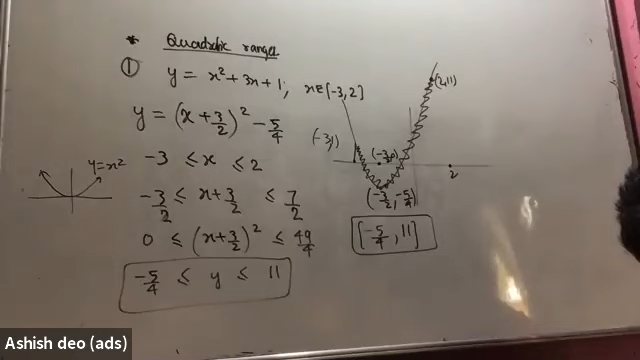 * Quadratic ranges
① y = x² + 3x + 1, x ∈ [-3, 2]
y = (x + 3/2)² - 5/4
-3 ≤ x ≤ 2
-3/2 ≤ x + 3/2 ≤ 7/2
0 ≤ (x + 3/2)² ≤ 49/4
-5/4 ≤ y ≤ 11
y = x²
(2, 11)
(-3, 1)
2
(-3/2, -5/4)
[-5/4, 11]
Ashish deo (ads)